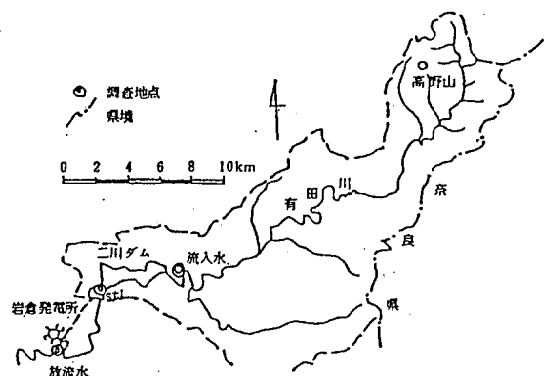 高野山
調査地点
県境
0 2 4 6 8 10km
有田川
奈良県
二川ダム
流入水
st1
岩倉発電所
放流水